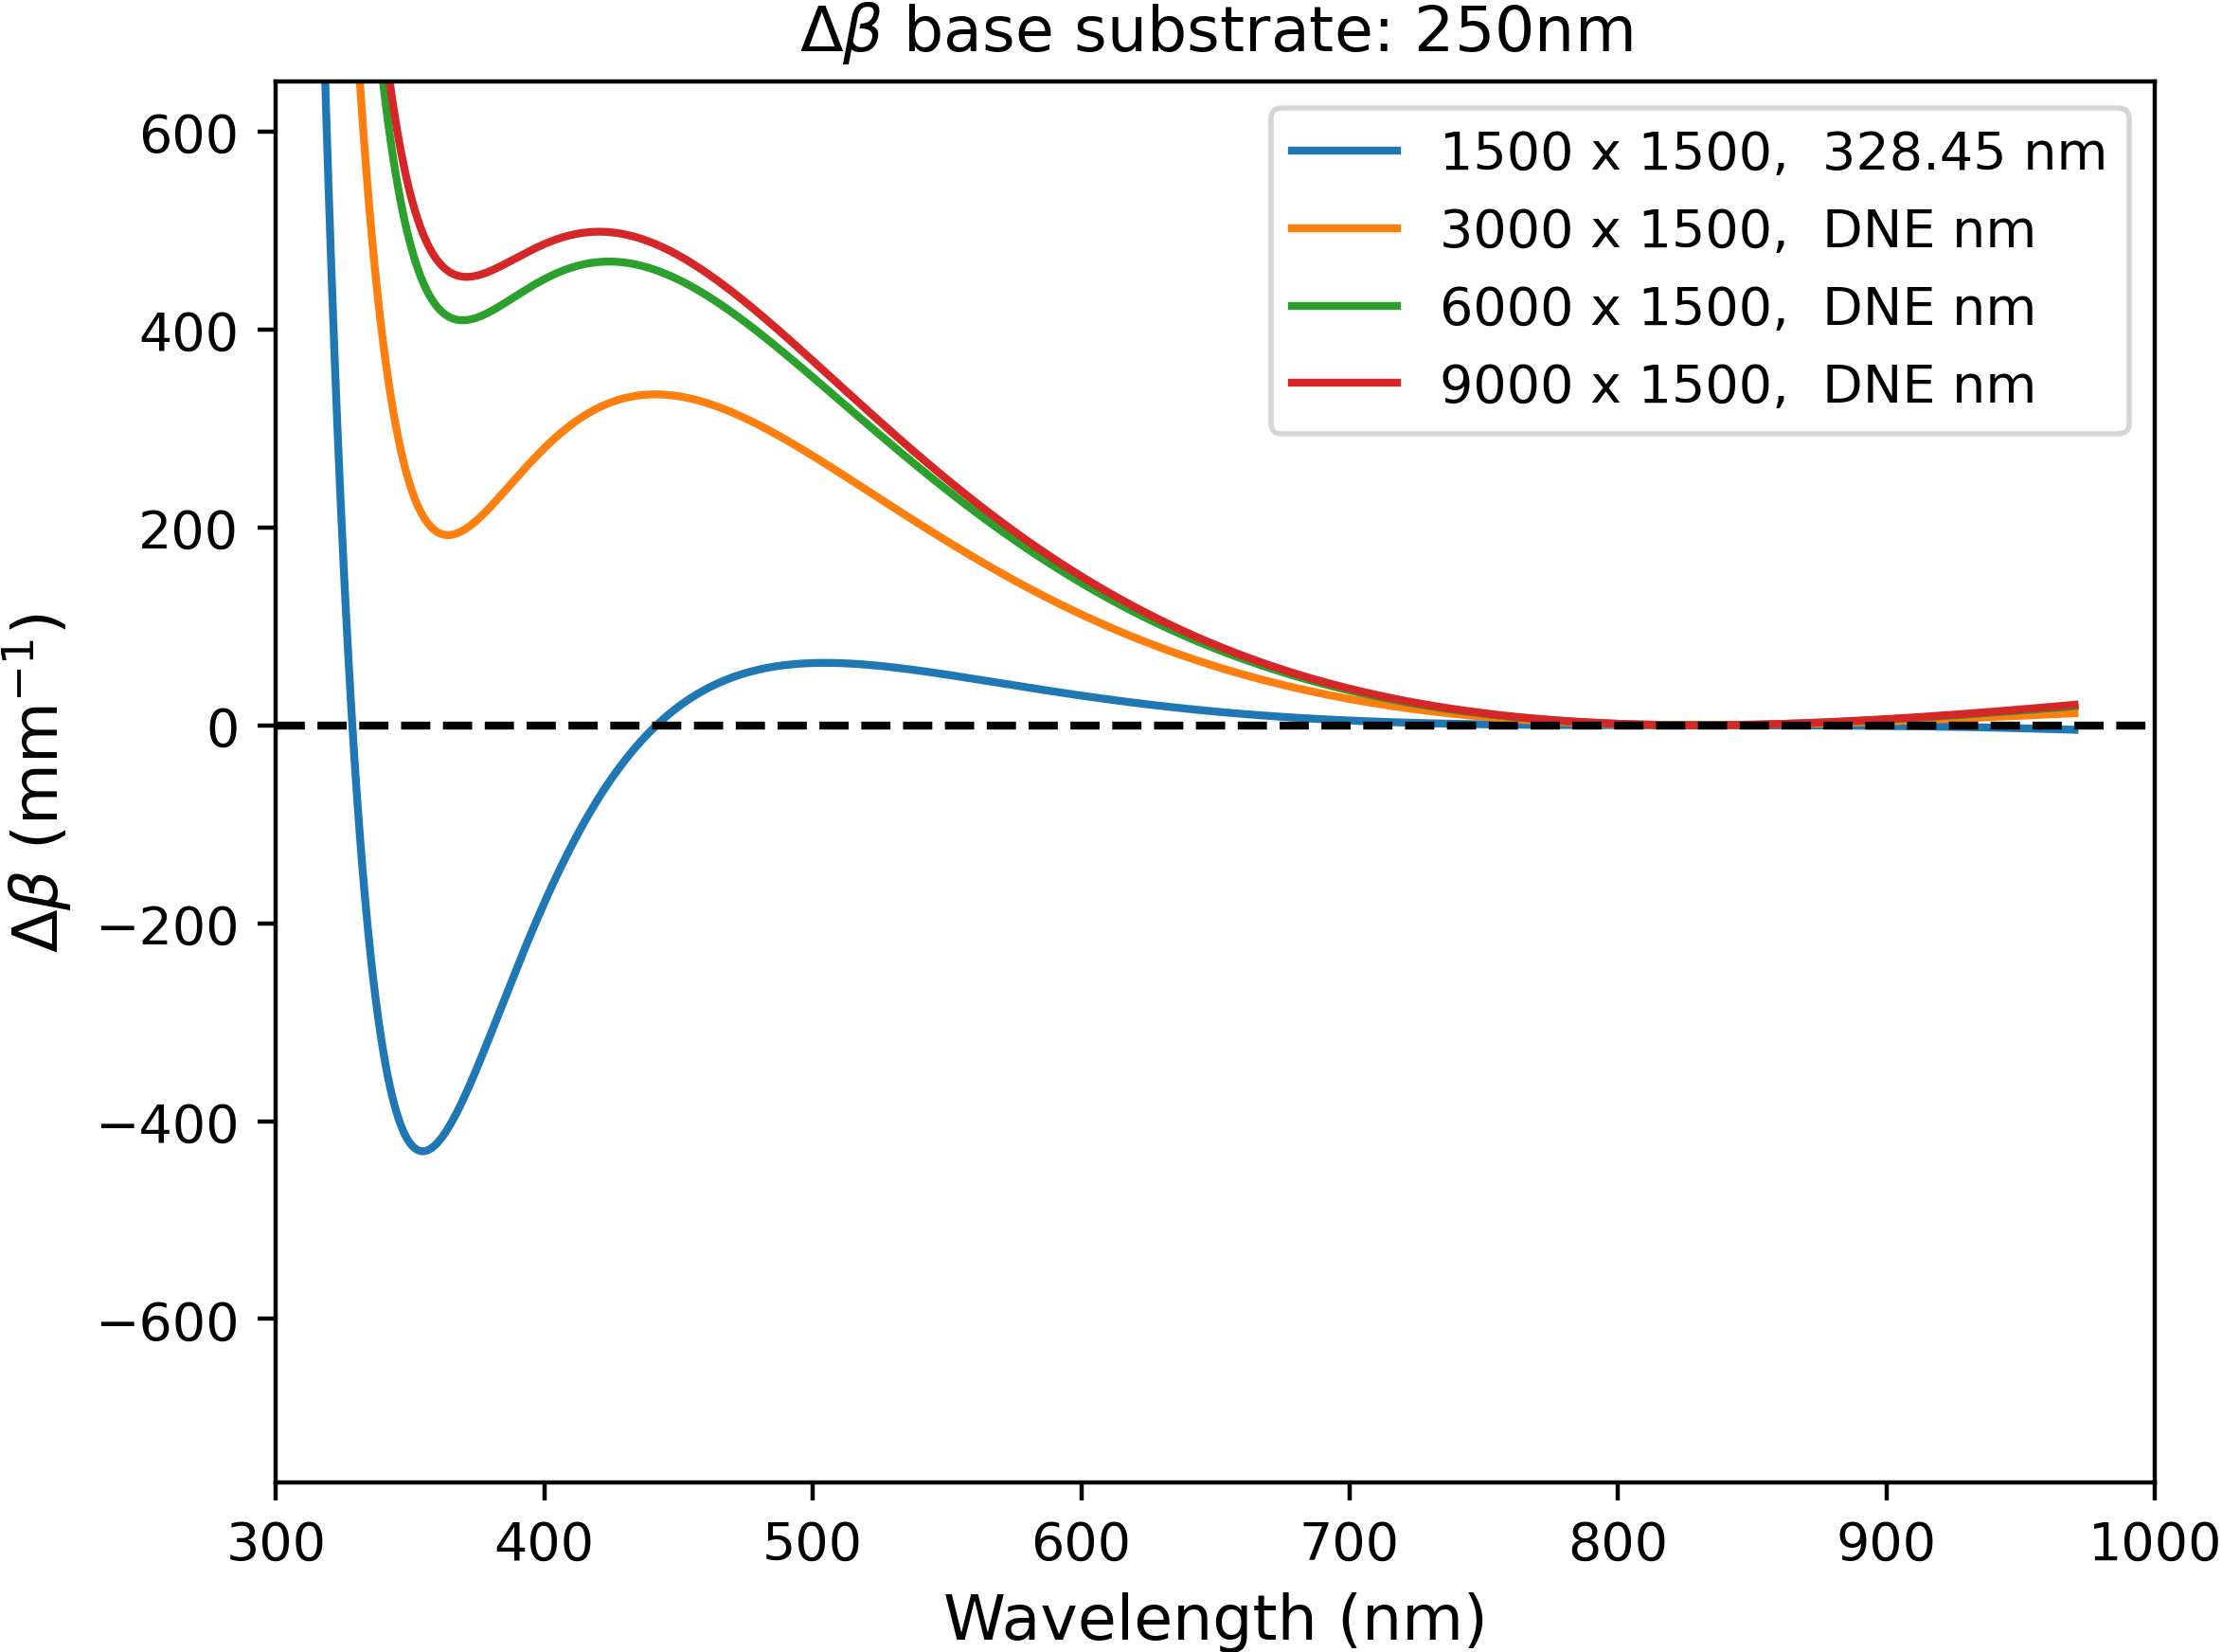 Δβ base substrate: 250nm
1500 x 1500, 328.45 nm
3000 x 1500, DNE nm
6000 x 1500, DNE nm
9000 x 1500, DNE nm
600
400
200
0
−200
−400
−600
Δβ (mm⁻¹)
300 400 500 600 700 800 900 1000
Wavelength (nm)